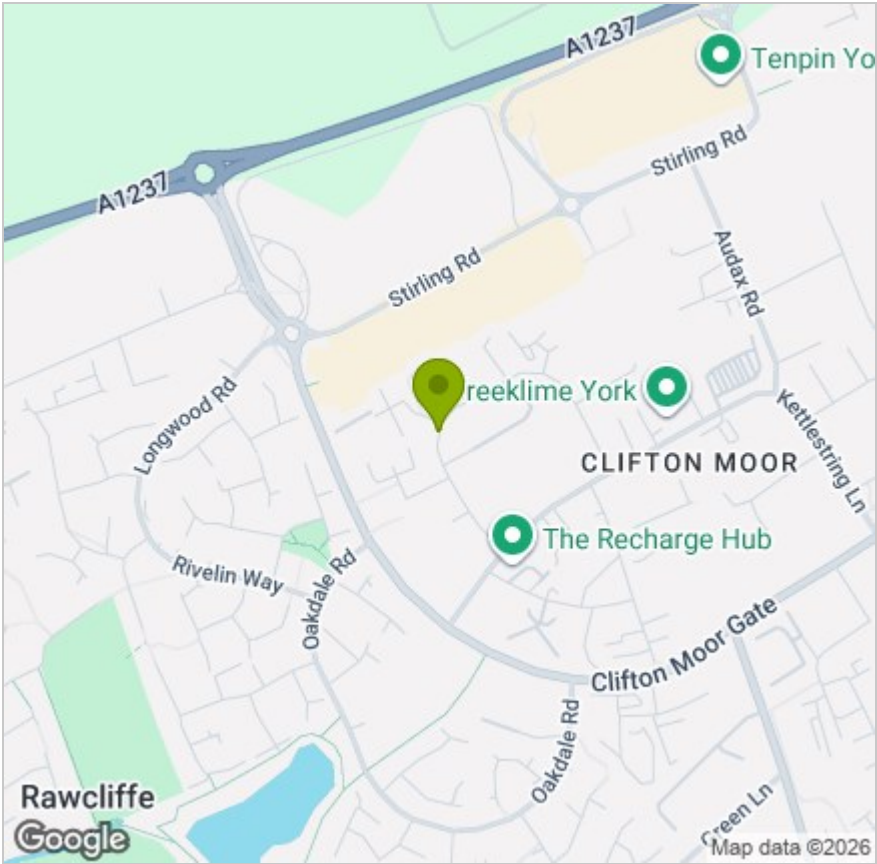 A1237
Tenpin Yo
A1237
Stirling Rd
Stirling Rd
Audax Rd
Longwood Rd
reeklime York
Kettlestring Ln
CLIFTON MOOR
The Recharge Hub
Rivelin Way
Oakdale Rd
Clifton Moor Gate
Oakdale Rd
Rawcliffe
Green Ln
Google
Map data ©2026